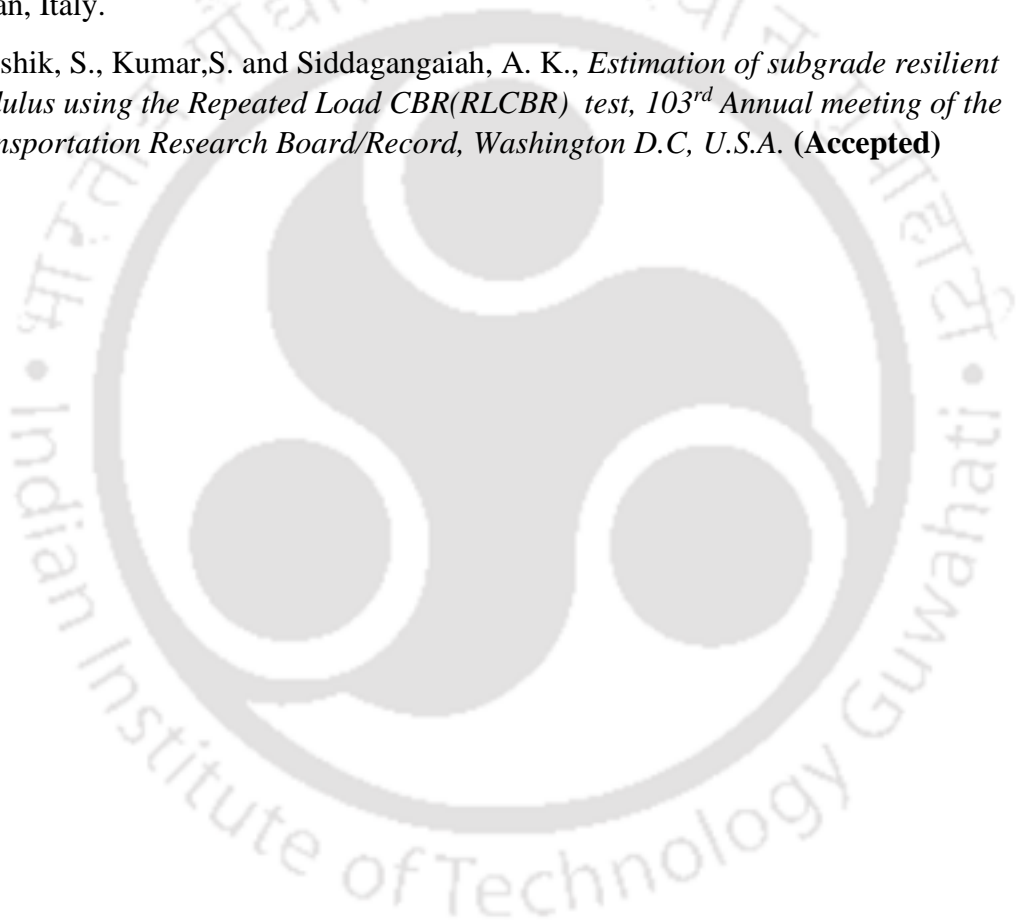 an, Italy.
shik, S., Kumar,S. and Siddagangaiah, A. K., Estimation of subgrade resilient
dulus using the Repeated Load CBR(RLCBR) test, 103rd Annual meeting of the
nsportation Research Board/Record, Washington D.C, U.S.A. (Accepted)
Indian Institute of Technology Guwahati